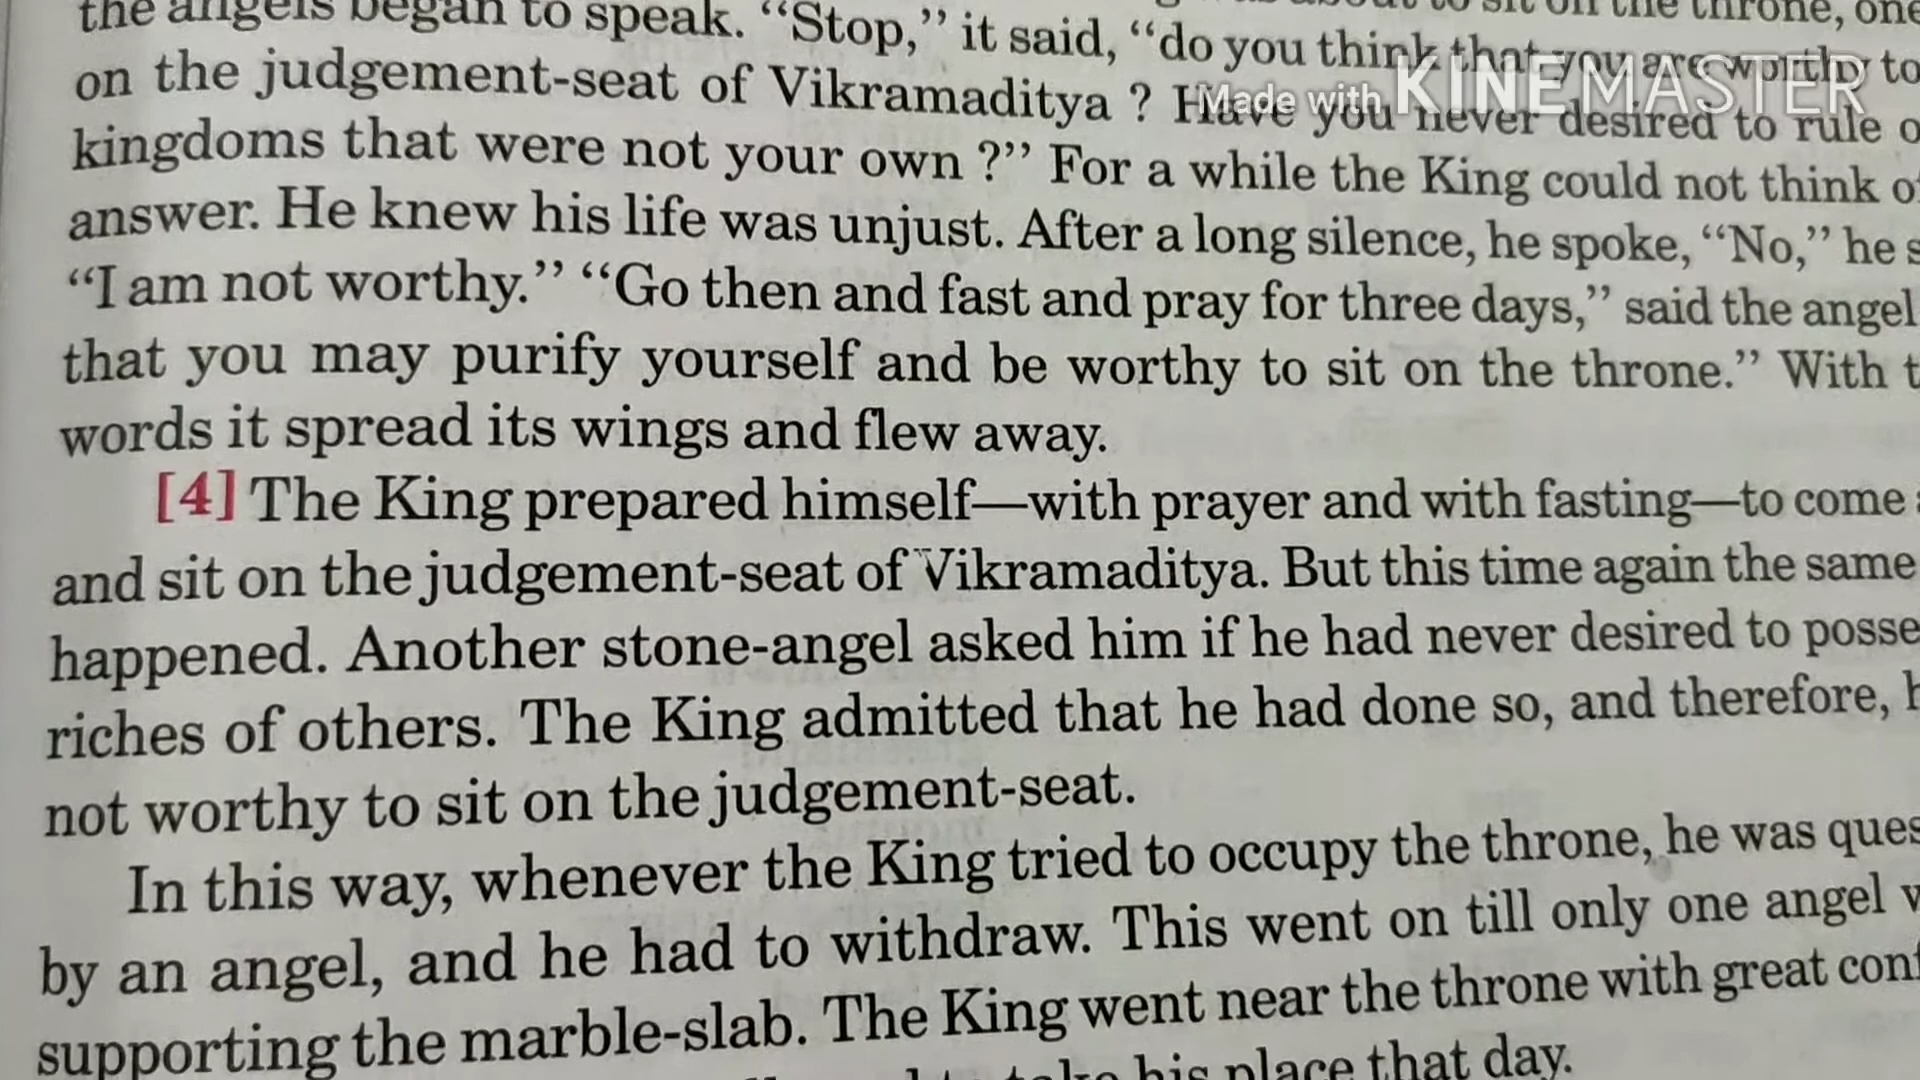 the angels began to speak. “Stop,” it said, “do you think that you are worthy to
on the judgement-seat of Vikramaditya ? Have you never desired to rule
kingdoms that were not your own ?” For a while the King could not think
answer. He knew his life was unjust. After a long silence, he spoke, “No,” he
“I am not worthy.” “Go then and fast and pray for three days,” said the angel
that you may purify yourself and be worthy to sit on the throne.” With
words it spread its wings and flew away.
[4] The King prepared himself—with prayer and with fasting—to come
and sit on the judgement-seat of Vikramaditya. But this time again the same
happened. Another stone-angel asked him if he had never desired to posse
riches of others. The King admitted that he had done so, and therefore,
not worthy to sit on the judgement-seat.
In this way, whenever the King tried to occupy the throne, he was ques
by an angel, and he had to withdraw. This went on till only one angel
supporting the marble-slab. The King went near the throne with great conf
to take his place that day.
Made with KINEMASTER